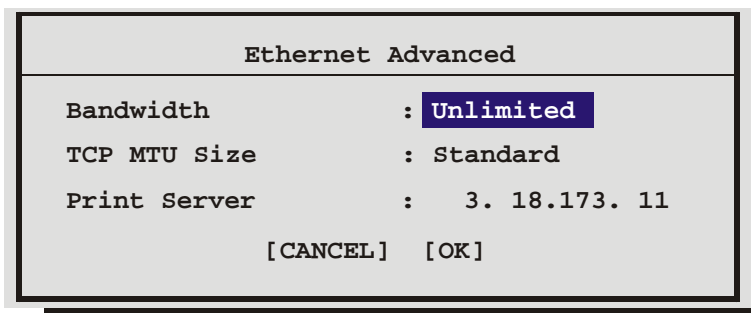 Ethernet Advanced
Bandwidth : Unlimited
TCP MTU Size : Standard
Print Server : 3. 18.173. 11
[CANCEL] [OK]